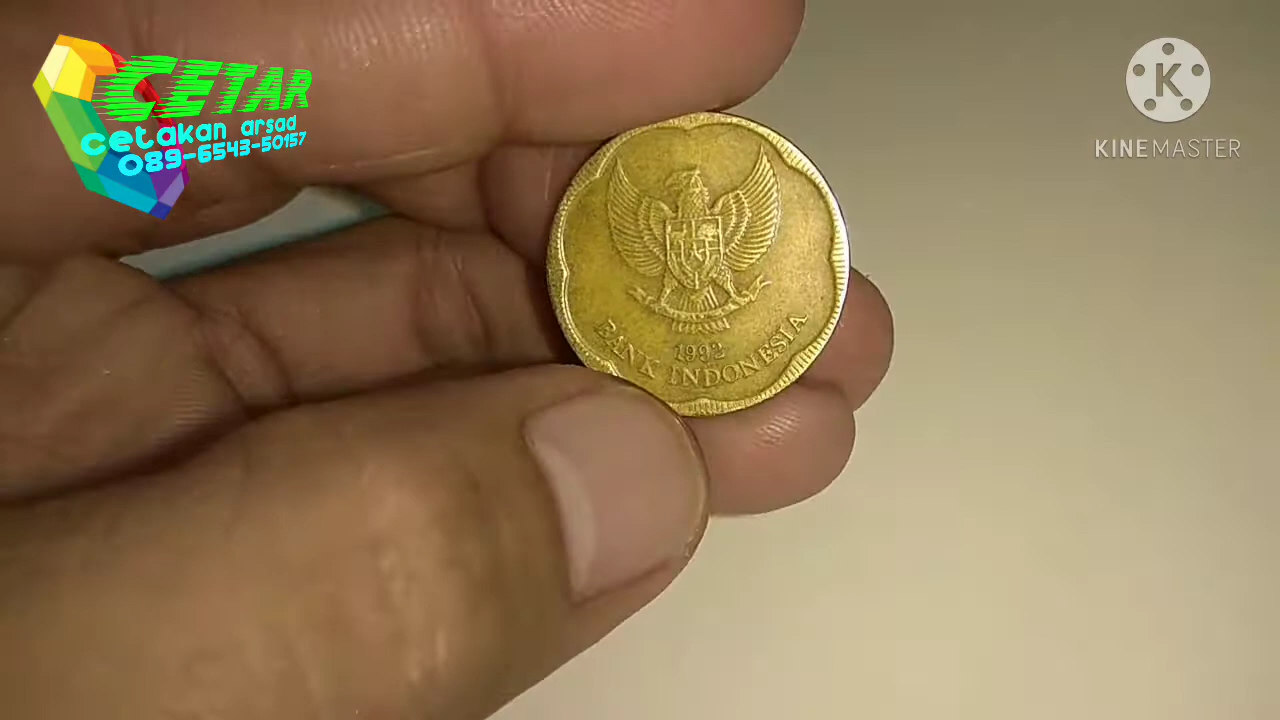 CETAR
cetakan arsad
089-6543-50157
K
KINEMASTER
1992
BANK INDONESIA